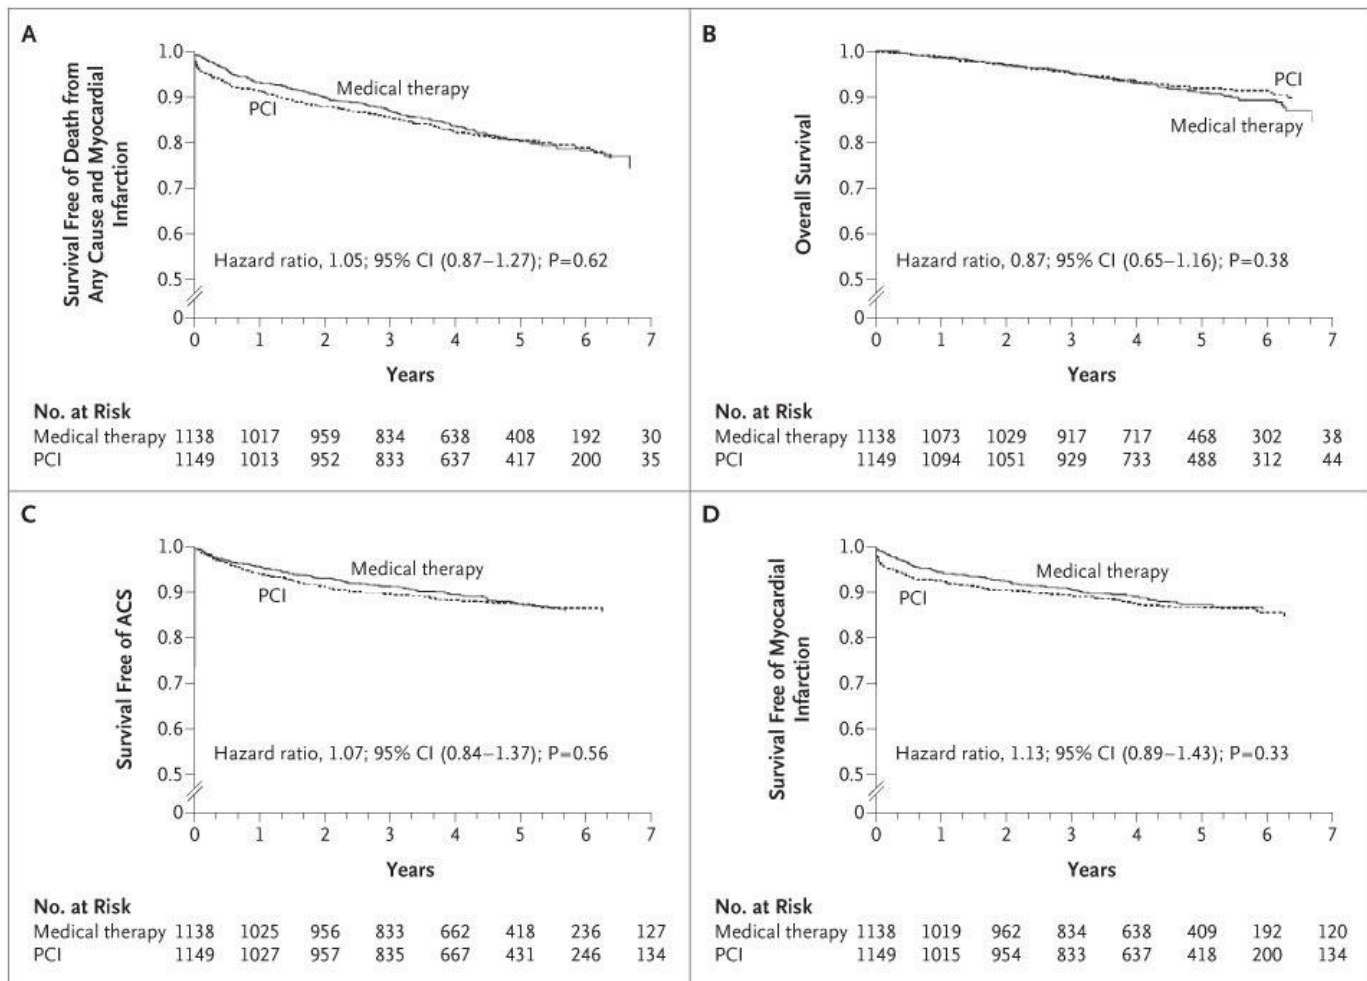 A
Survival Free of Death from
Any Cause and Myocardial
Infarction
1.0
0.9
0.8
0.7
0.6
0.5
0
Medical therapy
PCI
Hazard ratio, 1.05; 95% CI (0.87–1.27); P=0.62
0 1 2 3 4 5 6 7
Years
No. at Risk
Medical therapy 1138 1017 959 834 638 408 192 30
PCI 1149 1013 952 833 637 417 200 35
B
Overall Survival
1.0
0.9
0.8
0.7
0.6
0.5
0
PCI
Medical therapy
Hazard ratio, 0.87; 95% CI (0.65–1.16); P=0.38
0 1 2 3 4 5 6 7
Years
No. at Risk
Medical therapy 1138 1073 1029 917 717 468 302 38
PCI 1149 1094 1051 929 733 488 312 44
C
Survival Free of ACS
1.0
0.9
0.8
0.7
0.6
0.5
0
Medical therapy
PCI
Hazard ratio, 1.07; 95% CI (0.84–1.37); P=0.56
0 1 2 3 4 5 6 7
Years
No. at Risk
Medical therapy 1138 1025 956 833 662 418 236 127
PCI 1149 1027 957 835 667 431 246 134
D
Survival Free of Myocardial
Infarction
1.0
0.9
0.8
0.7
0.6
0.5
0
Medical therapy
PCI
Hazard ratio, 1.13; 95% CI (0.89–1.43); P=0.33
0 1 2 3 4 5 6 7
Years
No. at Risk
Medical therapy 1138 1019 962 834 638 409 192 120
PCI 1149 1015 954 833 637 418 200 134